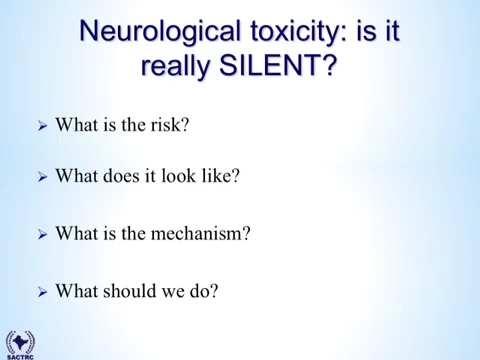 Neurological toxicity: is it
really SILENT?
What is the risk?
What does it look like?
What is the mechanism?
What should we do?
SACTRC